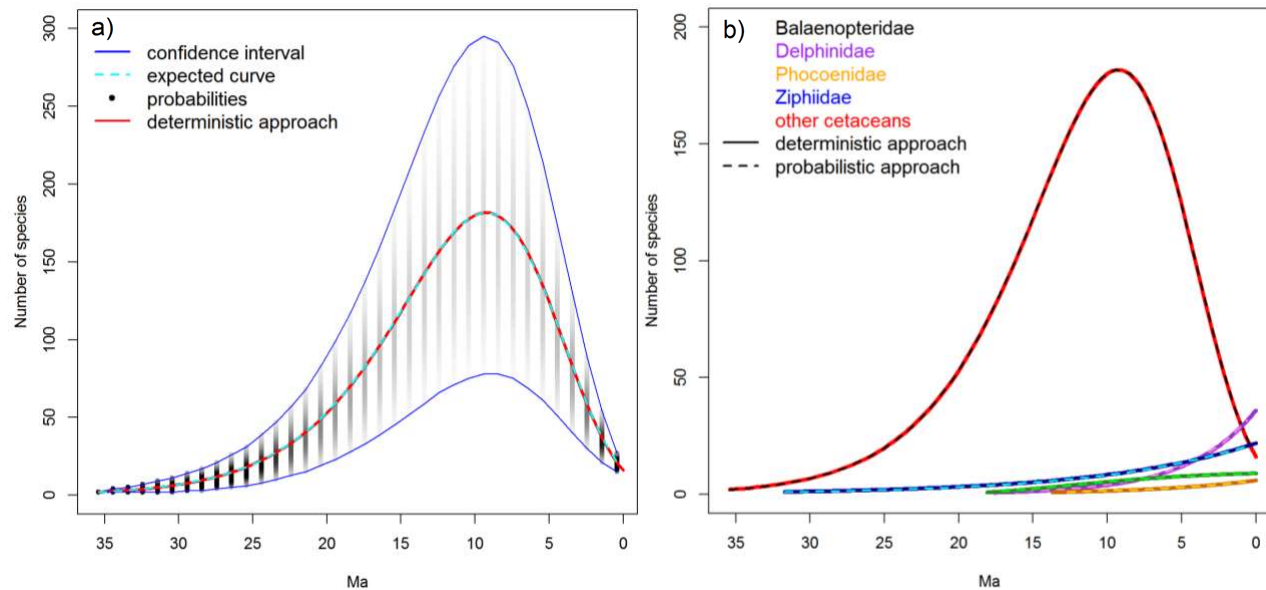 a)
confidence interval
expected curve
probabilities
deterministic approach
Number of species
300
250
200
150
100
50
0
35 30 25 20 15 10 5 0
Ma
b)
Balaenopteridae
Delphinidae
Phocoenidae
Ziphiidae
other cetaceans
deterministic approach
probabilistic approach
Number of species
200
150
100
50
0
35 30 25 20 15 10 5 0
Ma